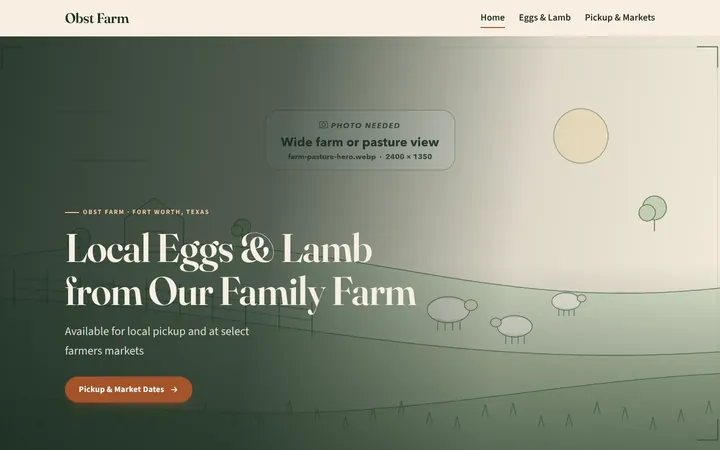 Obst Farm
Home
Eggs & Lamb
Pickup & Markets
PHOTO NEEDED
Wide farm or pasture view
farm-pasture-hero.webp · 2400 × 1350
OBST FARM · FORT WORTH, TEXAS
Local Eggs & Lamb
from Our Family Farm
Available for local pickup and at select
farmers markets
Pickup & Market Dates →